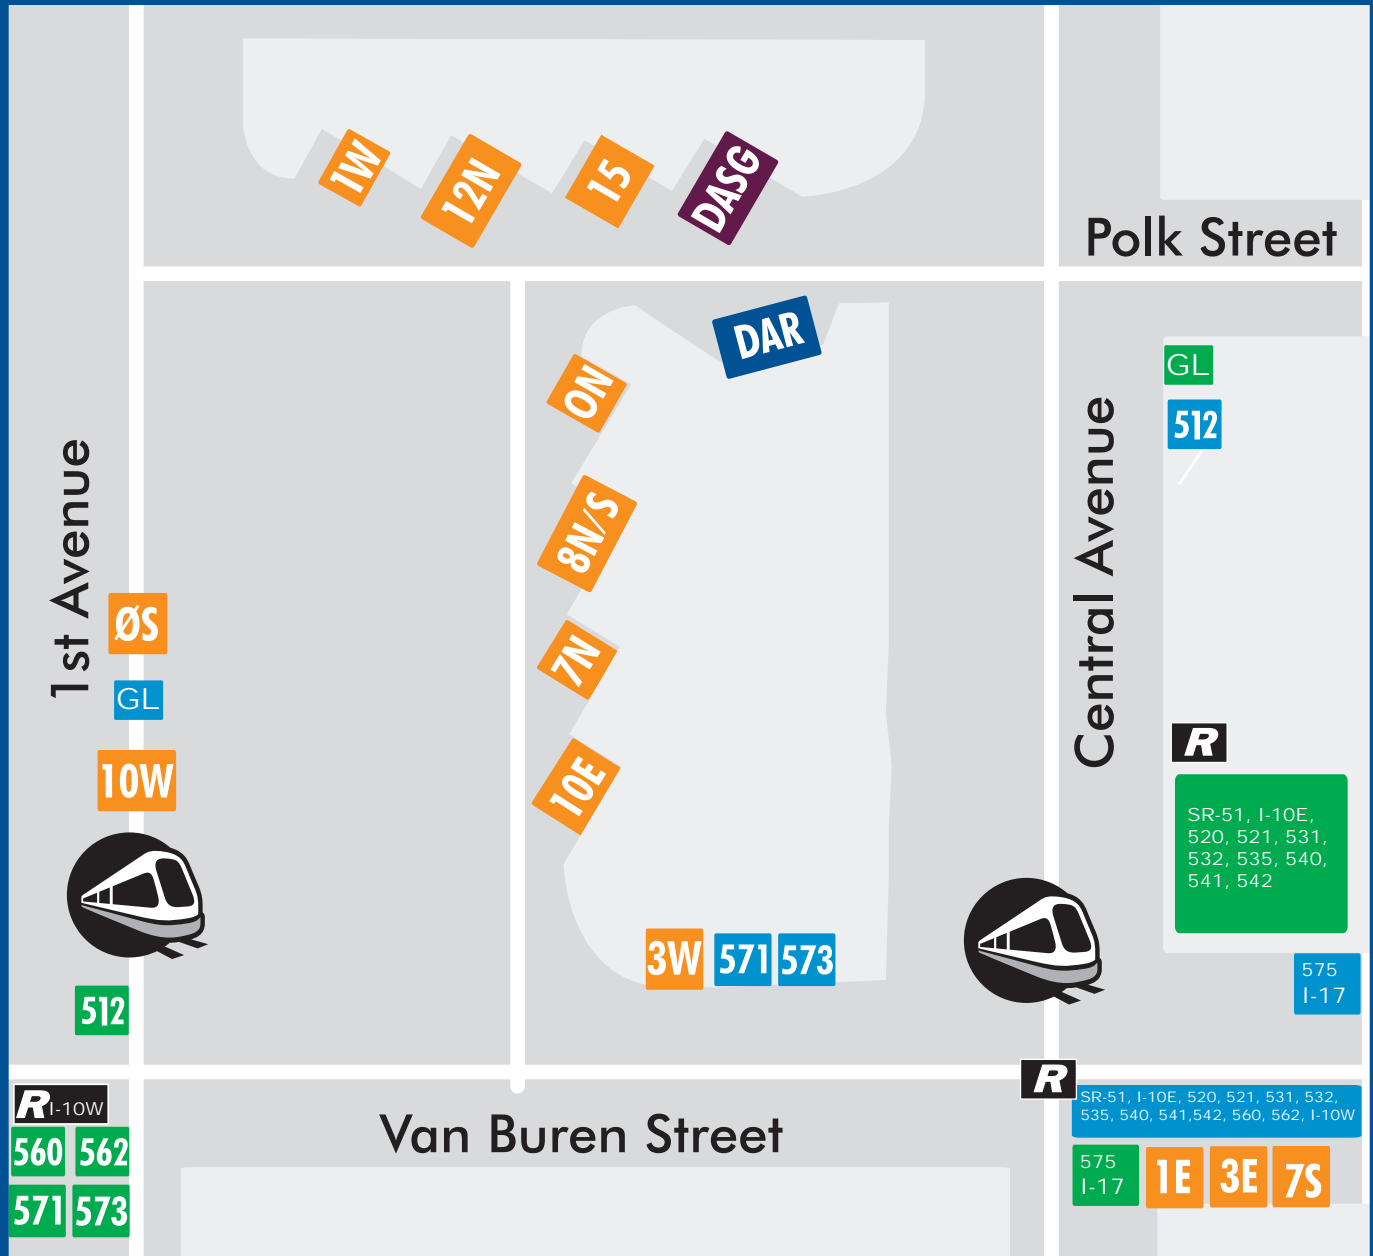 1W
12N
15
DASG
Polk Street
DAR
GL
ON
512
8N/S
1st Avenue
Central Avenue
ØS
7N
GL
R
10W
10E
SR-51, I-10E,
520, 521, 531,
532, 535, 540,
541, 542
3W
571
573
575
I-17
512
R
R I-10W
SR-51, I-10E, 520, 521, 531, 532,
535, 540, 541,542, 560, 562, I-10W
Van Buren Street
560
562
575
I-17
1E
3E
7S
571
573